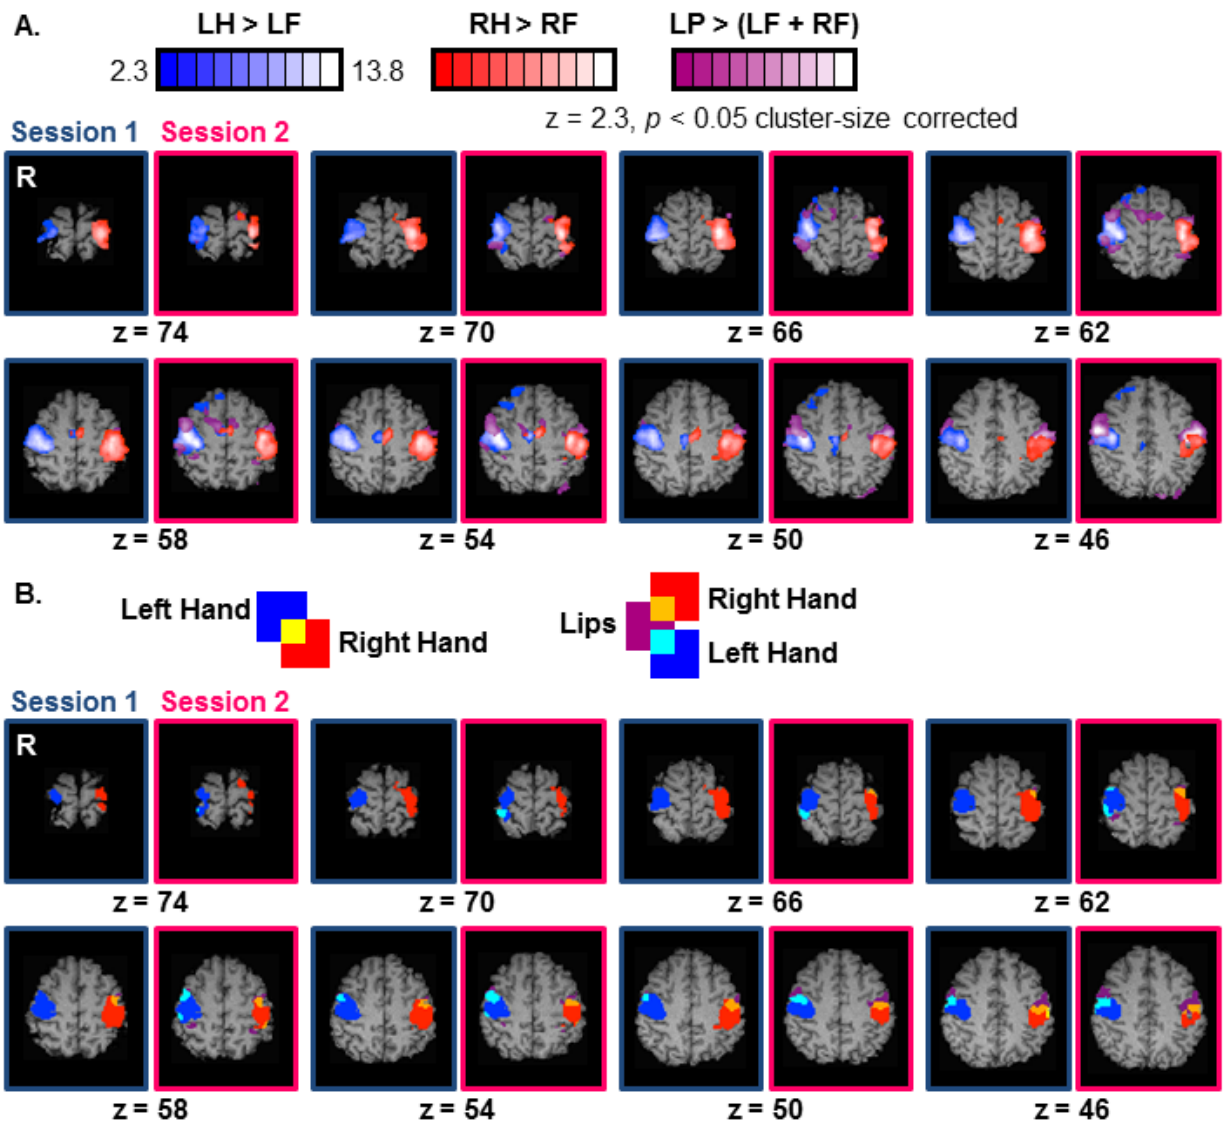 A.
LH > LF
RH > RF
LP > (LF + RF)
2.3
13.8
z = 2.3, p < 0.05 cluster-size corrected
Session 1
Session 2
R
z = 74
z = 70
z = 66
z = 62
z = 58
z = 54
z = 50
z = 46
B.
Left Hand
Right Hand
Lips
Right Hand
Left Hand
Session 1
Session 2
R
z = 74
z = 70
z = 66
z = 62
z = 58
z = 54
z = 50
z = 46